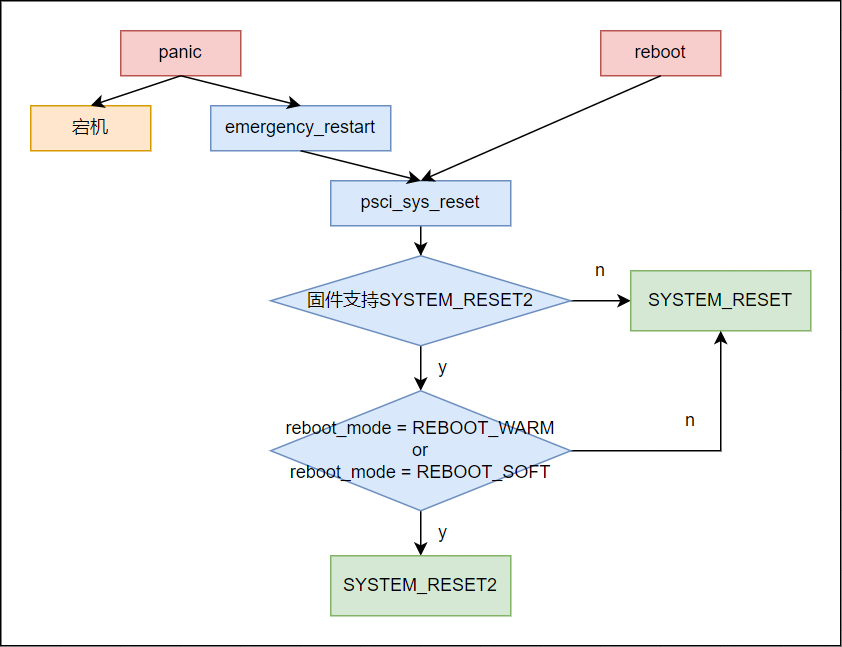 panic
reboot
宕机
emergency_restart
psci_sys_reset
固件支持SYSTEM_RESET2
n
SYSTEM_RESET
y
reboot_mode = REBOOT_WARM
or
reboot_mode = REBOOT_SOFT
n
y
SYSTEM_RESET2